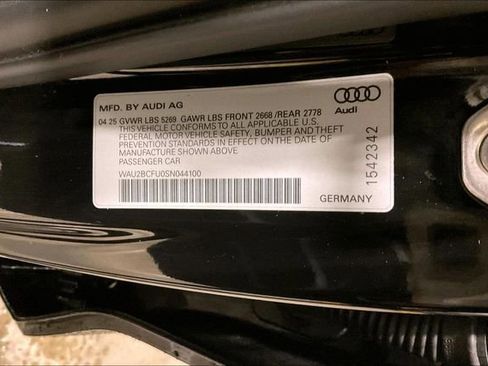 MFD. BY AUDI AG
04 25 GVWR LBS 5269 GAWR LBS FRONT 2668 /REAR 2778
THIS VEHICLE CONFORMS TO ALL APPLICABLE U.S.
FEDERAL MOTOR VEHICLE SAFETY, BUMPER AND THEFT
PREVENTION STANDARDS IN EFFECT ON THE DATE OF
MANUFACTURE SHOWN ABOVE
PASSENGER CAR
WAU2BCFU0SN044100
Audi
1542342
GERMANY